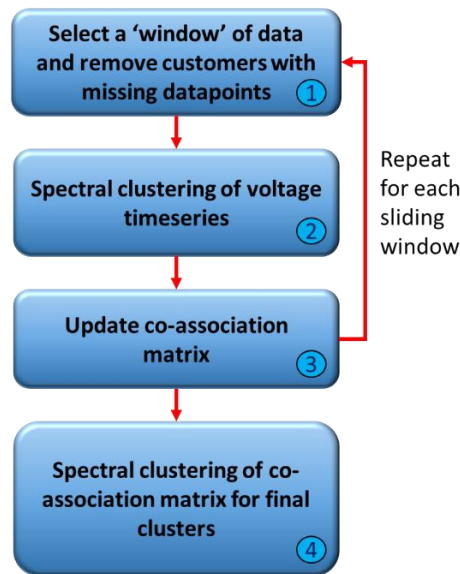 Select a ‘window’ of data
and remove customers with
missing datapoints
1
Spectral clustering of voltage
timeseries
2
Repeat
for each
sliding
window
Update co-association
matrix
3
Spectral clustering of co-
association matrix for final
clusters
4